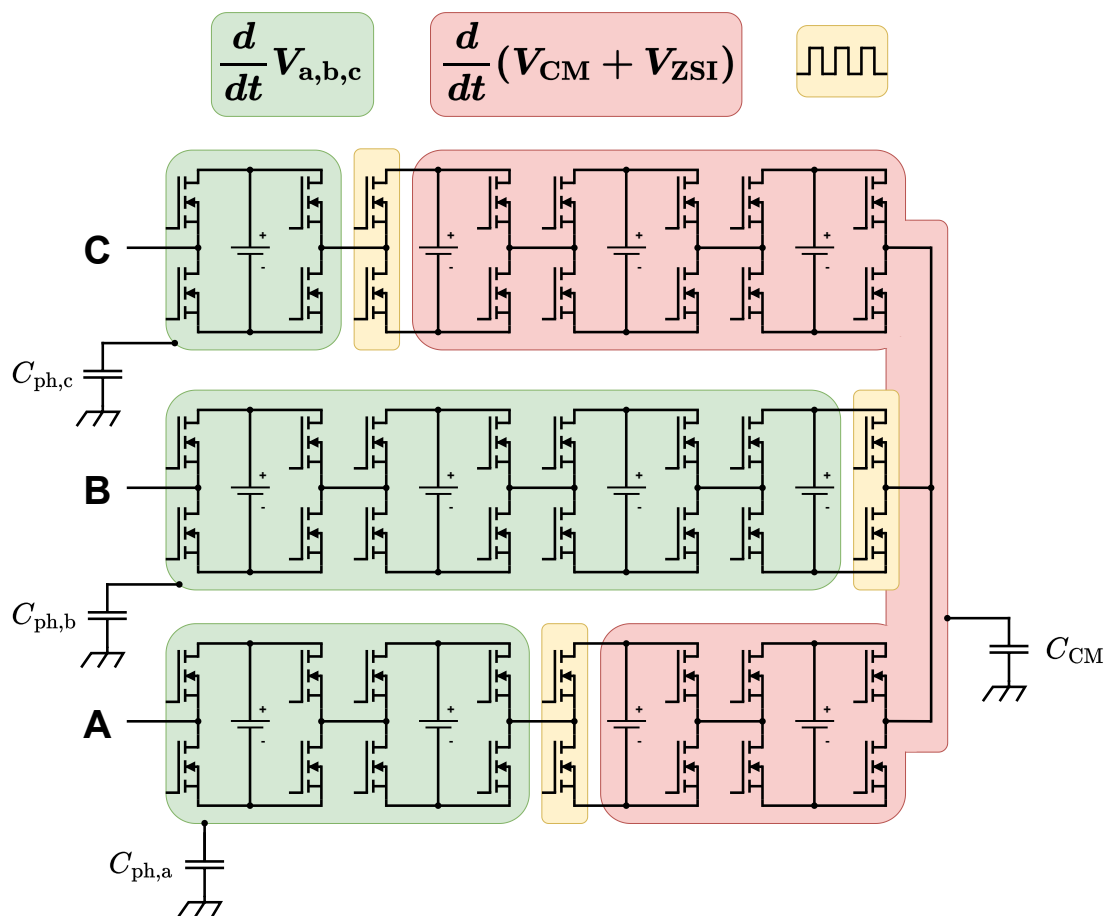 d/dt V_a,b,c
d/dt (V_CM + V_ZSI)
C
+ + + +
- - - -
C_ph,c
B
+ + + +
- - - -
C_ph,b
C_CM
A
+ + + +
- - - -
C_ph,a